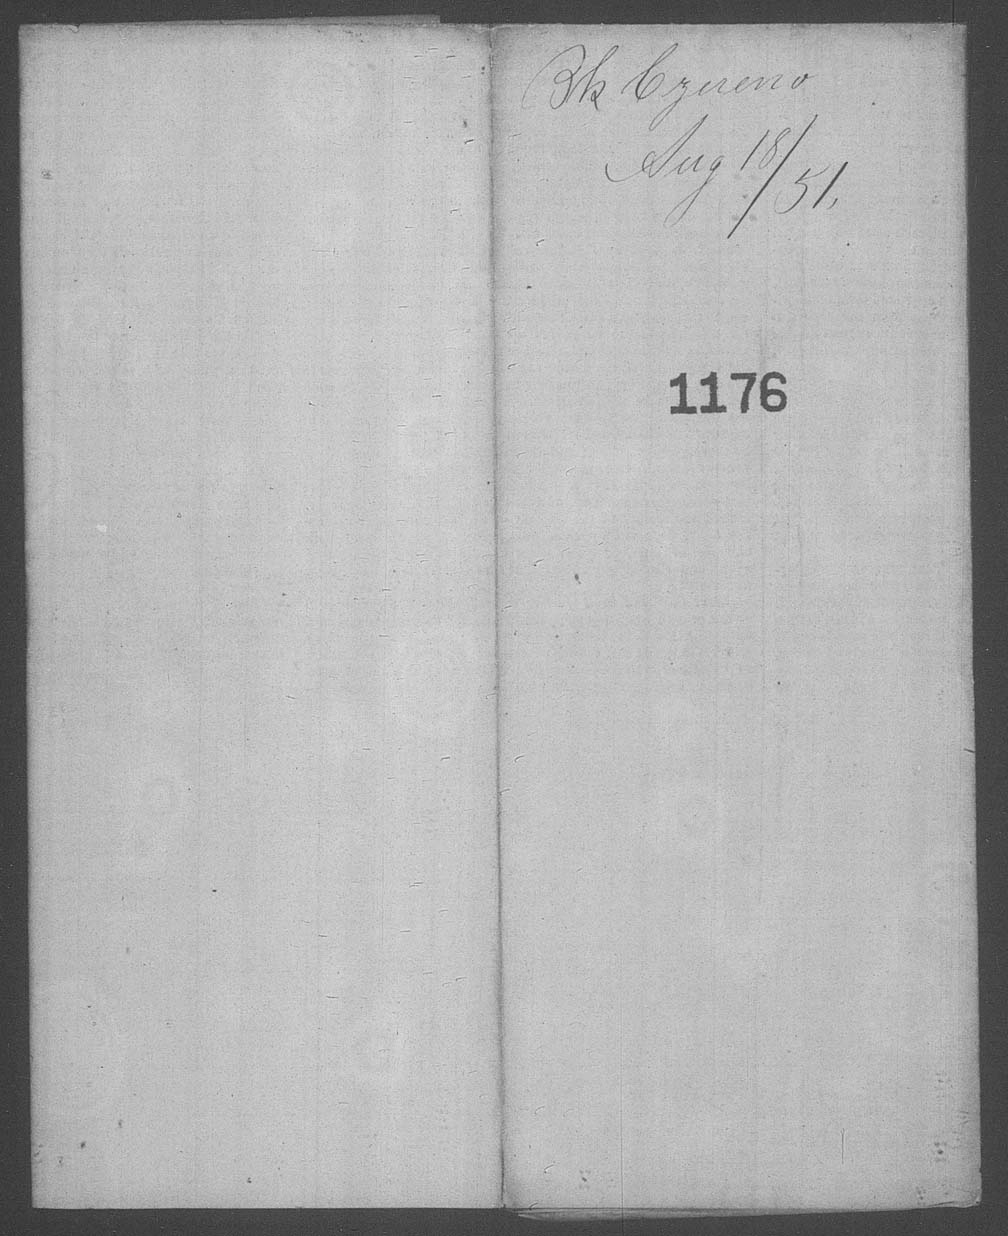 Bk Czereno
Aug 18/51,
1176